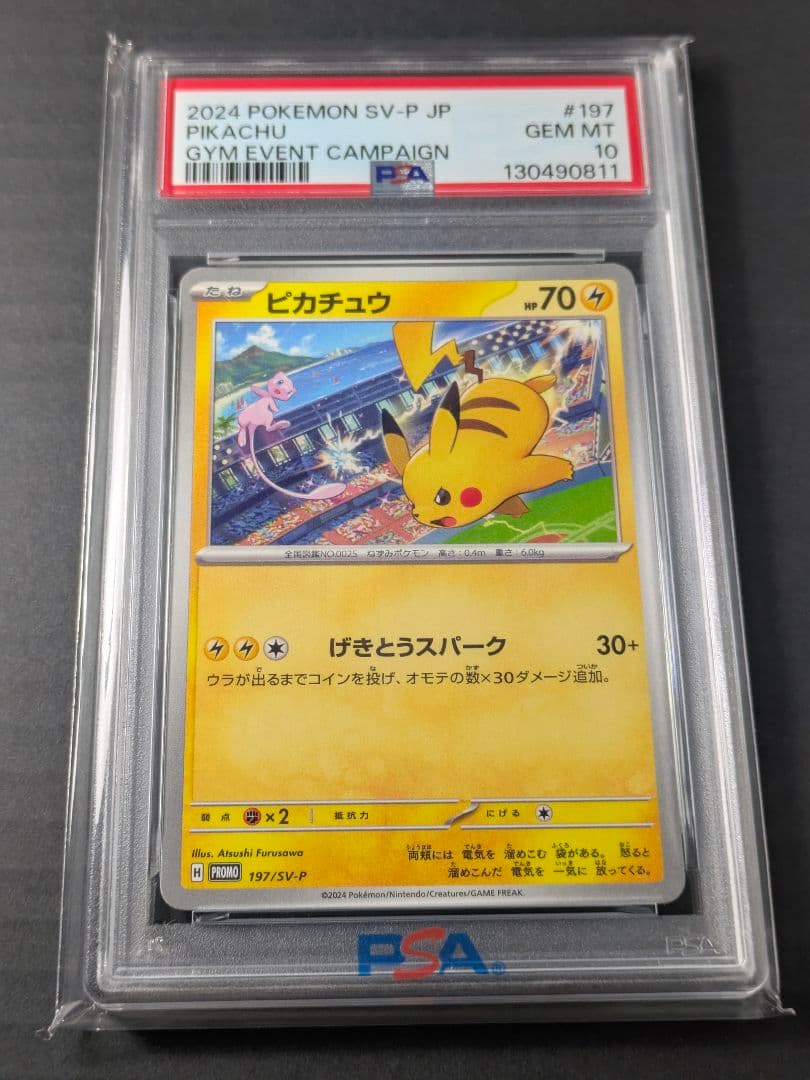 2024 POKEMON SV-P JP #197
PIKACHU GEM MT
GYM EVENT CAMPAIGN 10
PSA 130490811
たね ピカチュウ HP70
全国図鑑NO.0025 ねずみポケモン 高さ:0.4m 重さ:6.0kg
げきとうスパーク 30+
ウラが出るまでコインを投げ、オモテの数×30ダメージ追加。
弱点 ×2 抵抗力 にげる
Illus. Atsushi Furusawa
両頬には 電気を 溜めこむ 袋がある。 怒ると
溜めこんだ 電気を 一気に 放ってくる。
H PROMO 197/SV-P
©2024 Pokémon/Nintendo/Creatures/GAME FREAK.
PSA
PSA